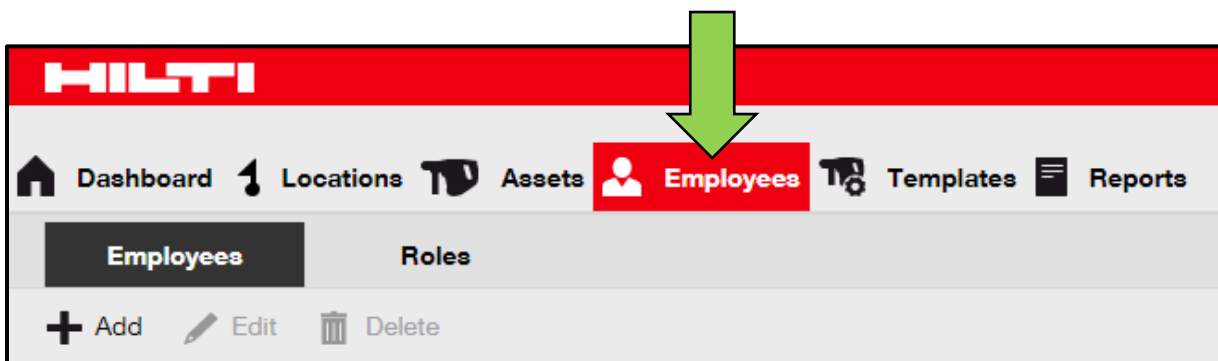 HILTI
Dashboard Locations Assets Employees Templates Reports
Employees Roles
Add Edit Delete